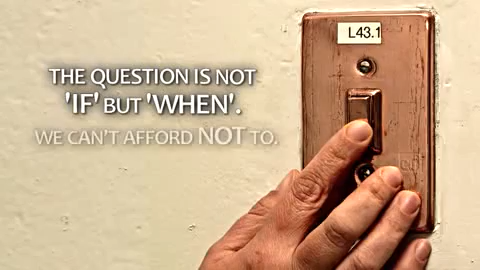 THE QUESTION IS NOT
'IF' BUT 'WHEN'.
WE CAN'T AFFORD NOT TO.
L43.1